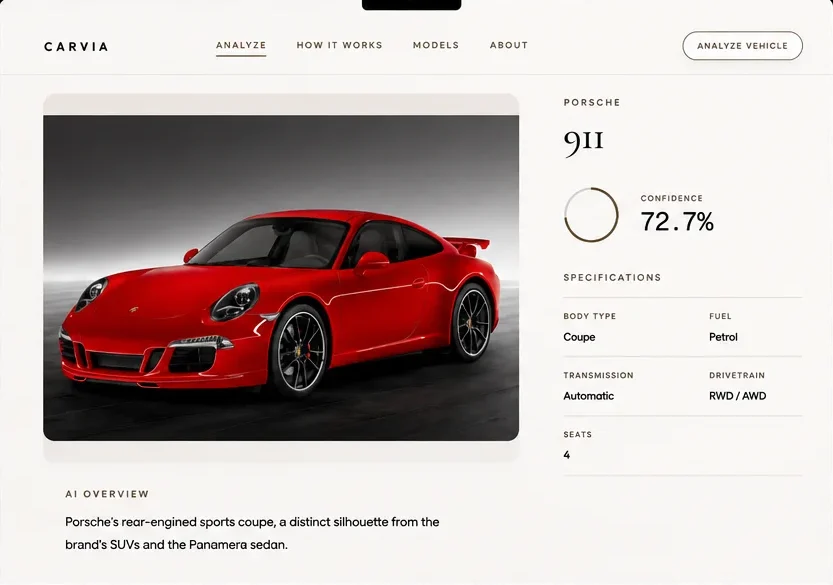 CARVIA
ANALYZE
HOW IT WORKS
MODELS
ABOUT
ANALYZE VEHICLE
PORSCHE
911
CONFIDENCE
72.7%
SPECIFICATIONS
BODY TYPE
FUEL
Coupe
Petrol
TRANSMISSION
DRIVETRAIN
Automatic
RWD / AWD
SEATS
4
AI OVERVIEW
Porsche's rear-engined sports coupe, a distinct silhouette from the
brand's SUVs and the Panamera sedan.